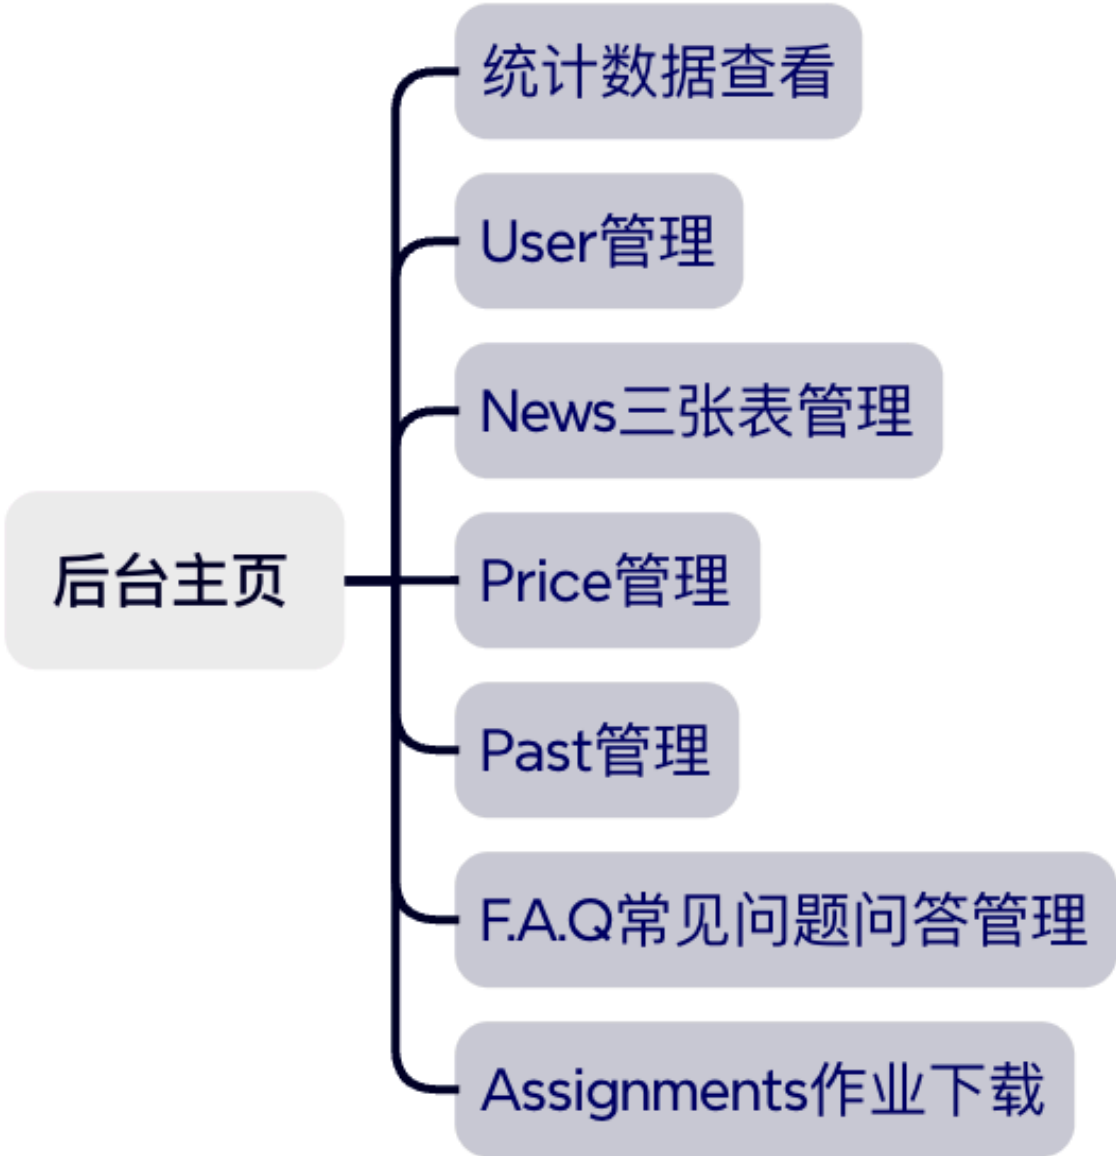 统计数据查看
User管理
News三张表管理
后台主页
Price管理
Past管理
F.A.Q常见问题问答管理
Assignments作业下载